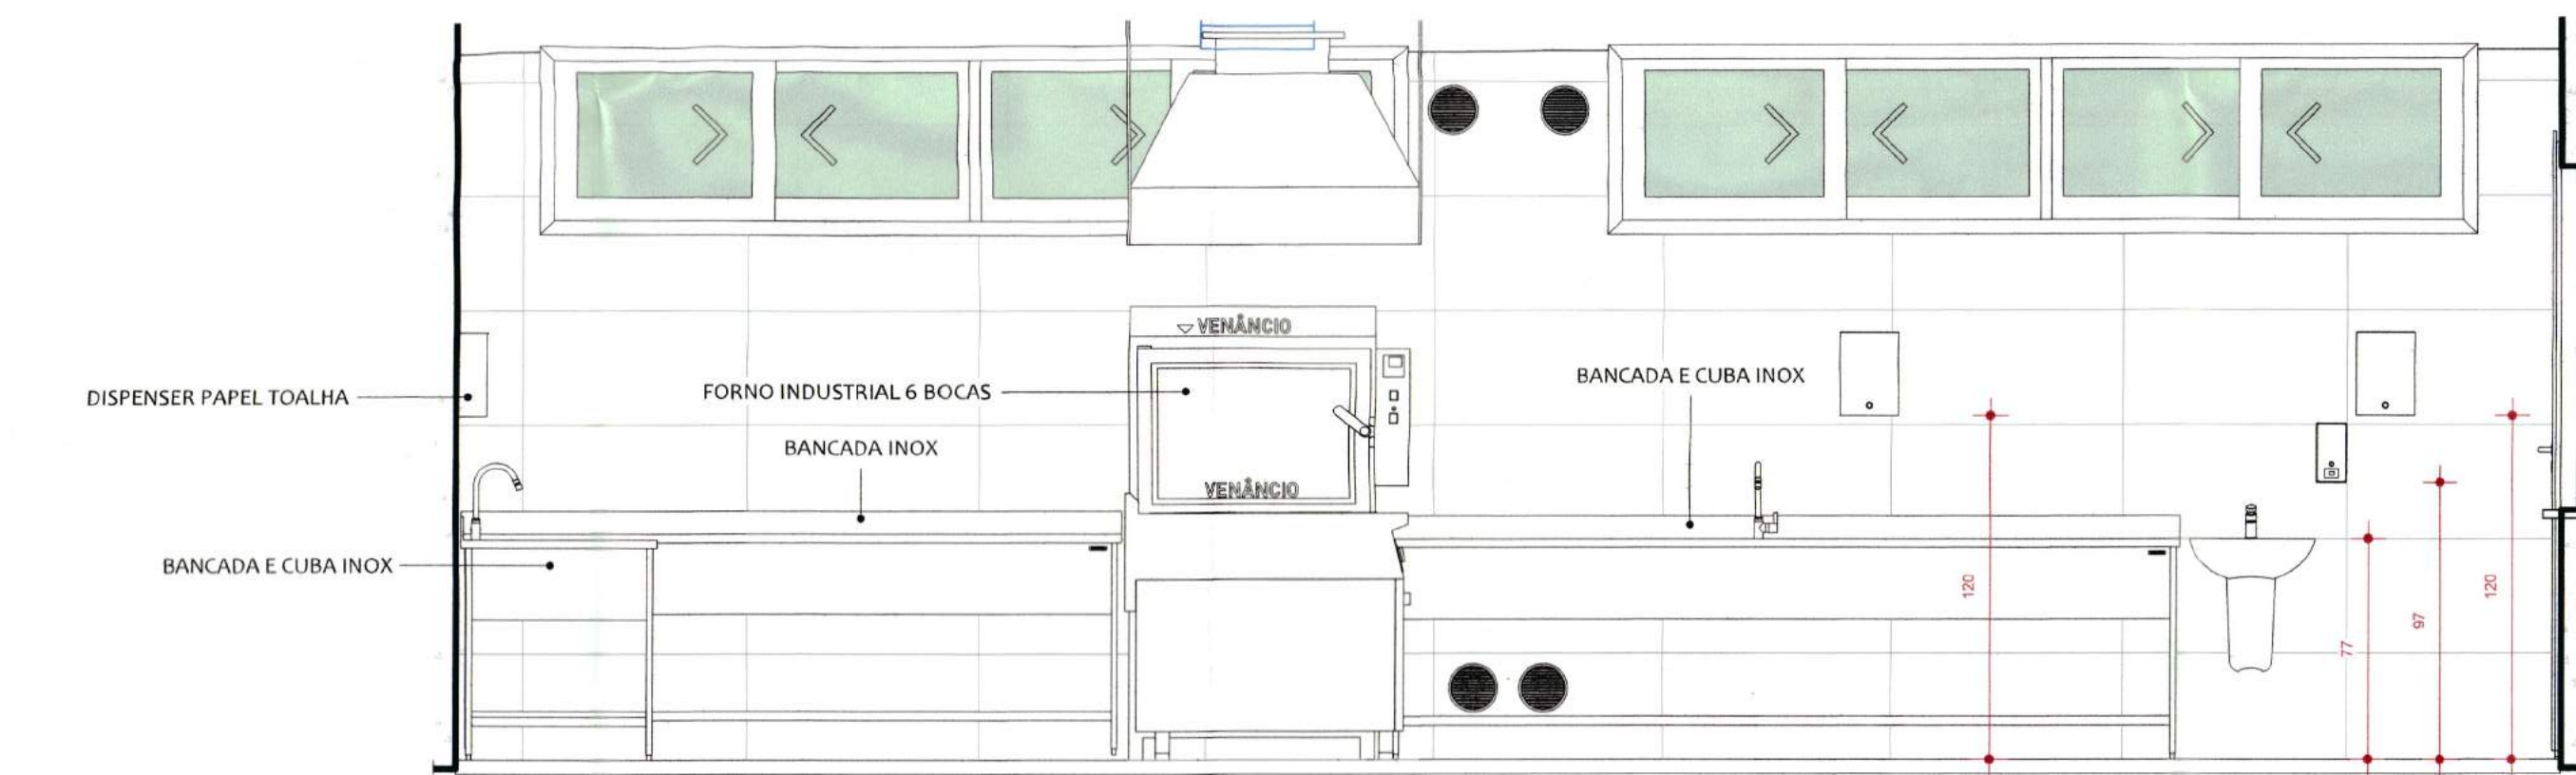 VENÂNCIO
DISPENSER PAPEL TOALHA
FORNO INDUSTRIAL 6 BOCAS
BANCADA E CUBA INOX
BANCADA INOX
VENÂNCIO
BANCADA E CUBA INOX
120
77
97
120